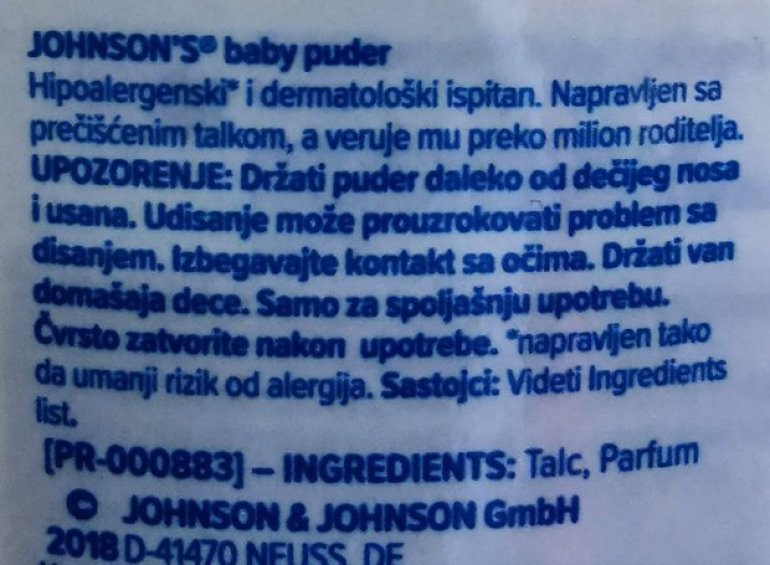 JOHNSON'S® baby puder
Hipoalergenski* i dermatološki ispitan. Napravljen sa
prečišćenim talkom, a veruje mu preko milion roditelja.
UPOZORENJE: Držati puder daleko od dečijeg nosa
i usana. Udisanje može prouzrokovati problem sa
disanjem. Izbegavajte kontakt sa očima. Držati van
domašaja dece. Samo za spoljašnju upotrebu.
Čvrsto zatvorite nakon upotrebe. *napravljen tako
da umanji rizik od alergija. Sastojci: Videti Ingredients
list.
[PR-000883] – INGREDIENTS: Talc, Parfum
© JOHNSON & JOHNSON GmbH
2018 D-41470 NEUSS, DE